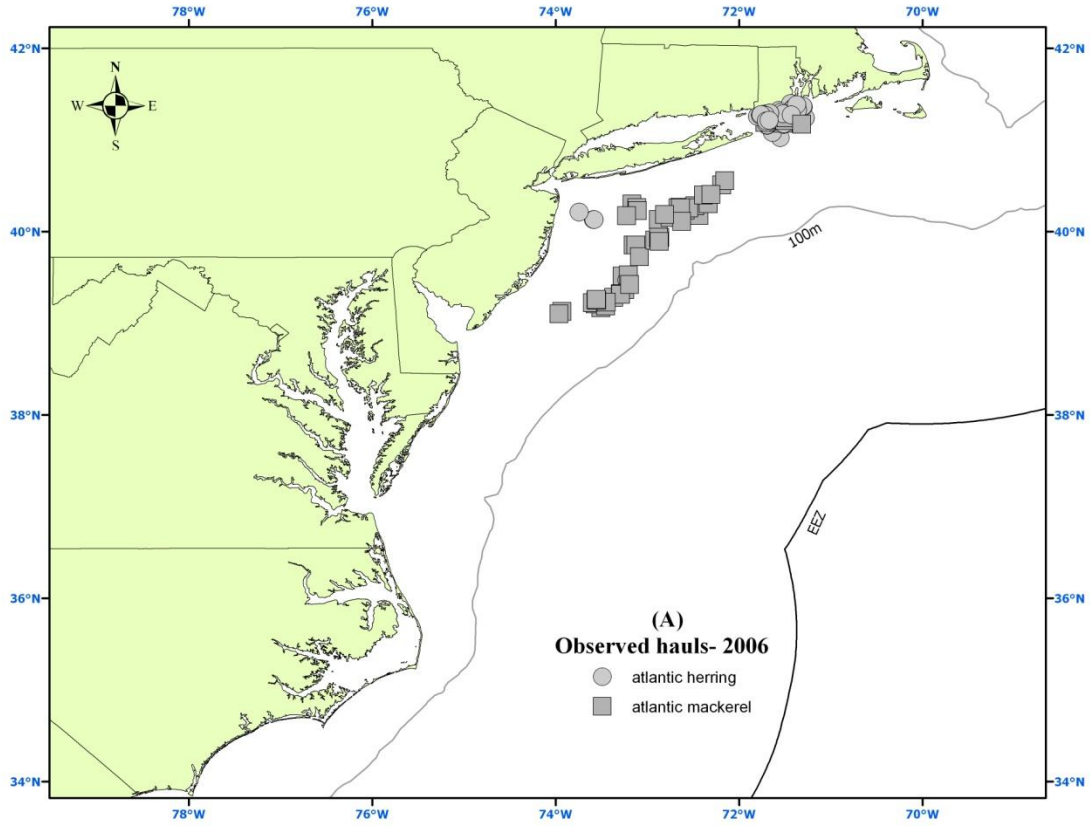 78°W 76°W 74°W 72°W 70°W
42°N 42°N
N
W E
S
40°N 40°N
100m
38°N 38°N
EEZ
36°N 36°N
(A)
Observed hauls- 2006
atlantic herring
atlantic mackerel
34°N 34°N
78°W 76°W 74°W 72°W 70°W